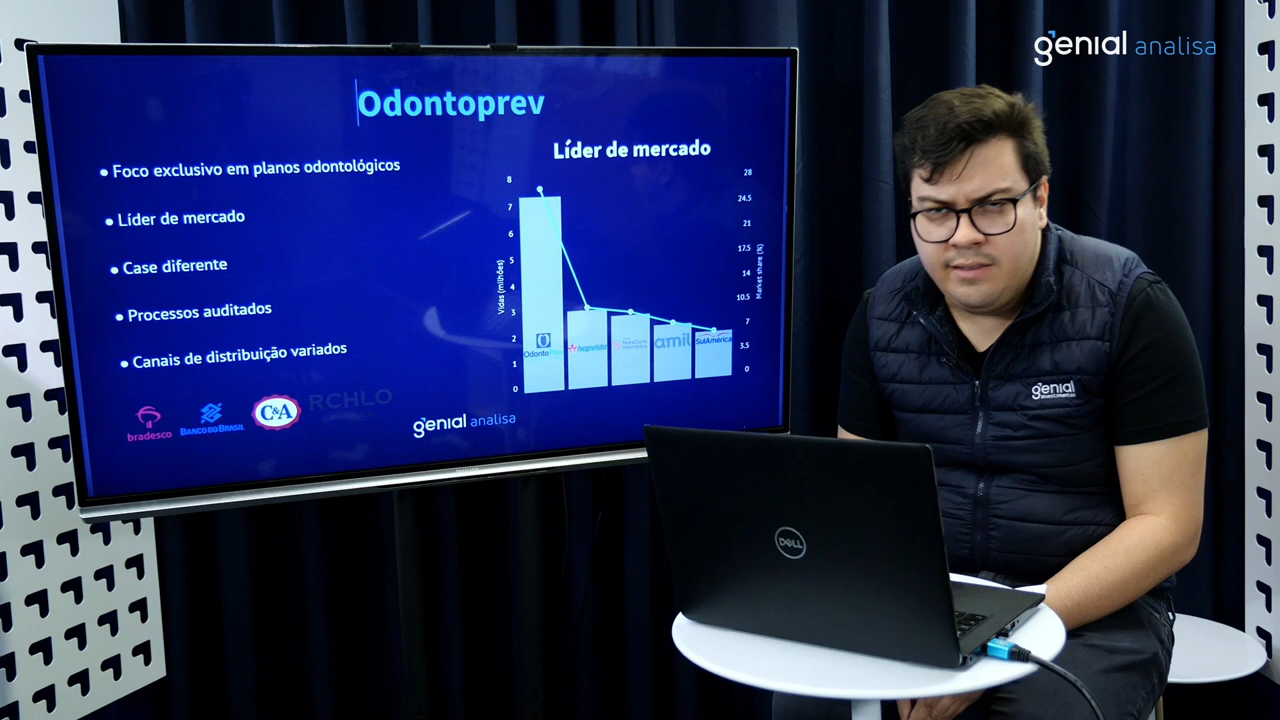 genial analisa
Odontoprev
• Foco exclusivo em planos odontológicos
• Líder de mercado
• Case diferente
• Processos auditados
• Canais de distribuição variados
bradesco
BANCO DO BRASIL
C&A
RCHLO
Líder de mercado
8
7
6
5
4
3
2
1
0
Vidas (milhões)
Odonto
hapvida
amil
SulAmérica
28
24.5
21
17.5
14
10.5
7
3.5
0
Market share (%)
genial analisa
genial
investimentos
DELL